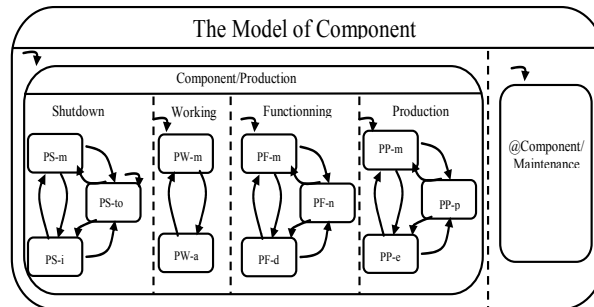 The Model of Component
Component/Production
Shutdown
Working
Functionning
Production
PS-m
PS-to
PS-i
PW-m
PW-a
PF-m
PF-n
PF-d
PP-m
PP-p
PP-e
@Component/
Maintenance